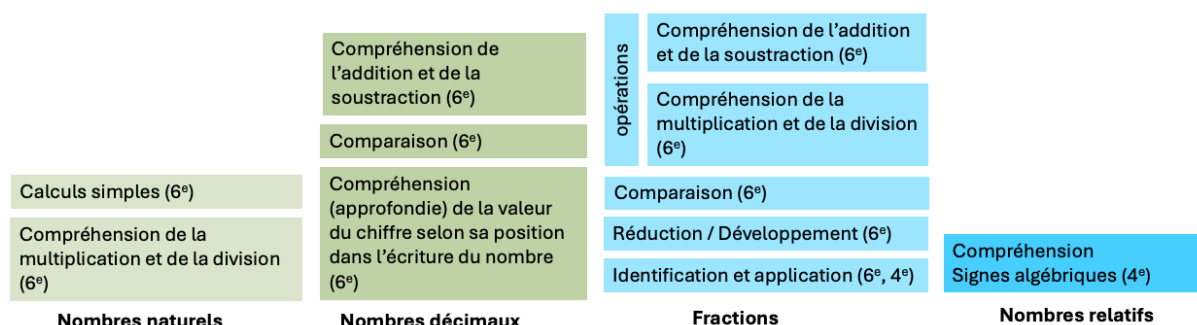 Calculs simples (6ᵉ)
Compréhension de la
multiplication et de la division
(6ᵉ)
Nombres naturels
Compréhension de
l'addition et de la
soustraction (6ᵉ)
Comparaison (6ᵉ)
Compréhension
(approfondie) de la valeur
du chiffre selon sa position
dans l'écriture du nombre
(6ᵉ)
Nombres décimaux
opérations
Compréhension de l'addition
et de la soustraction (6ᵉ)
Compréhension de la
multiplication et de la division
(6ᵉ)
Comparaison (6ᵉ)
Réduction / Développement (6ᵉ)
Identification et application (6ᵉ, 4ᵉ)
Fractions
Compréhension
Signes algébriques (4ᵉ)
Nombres relatifs